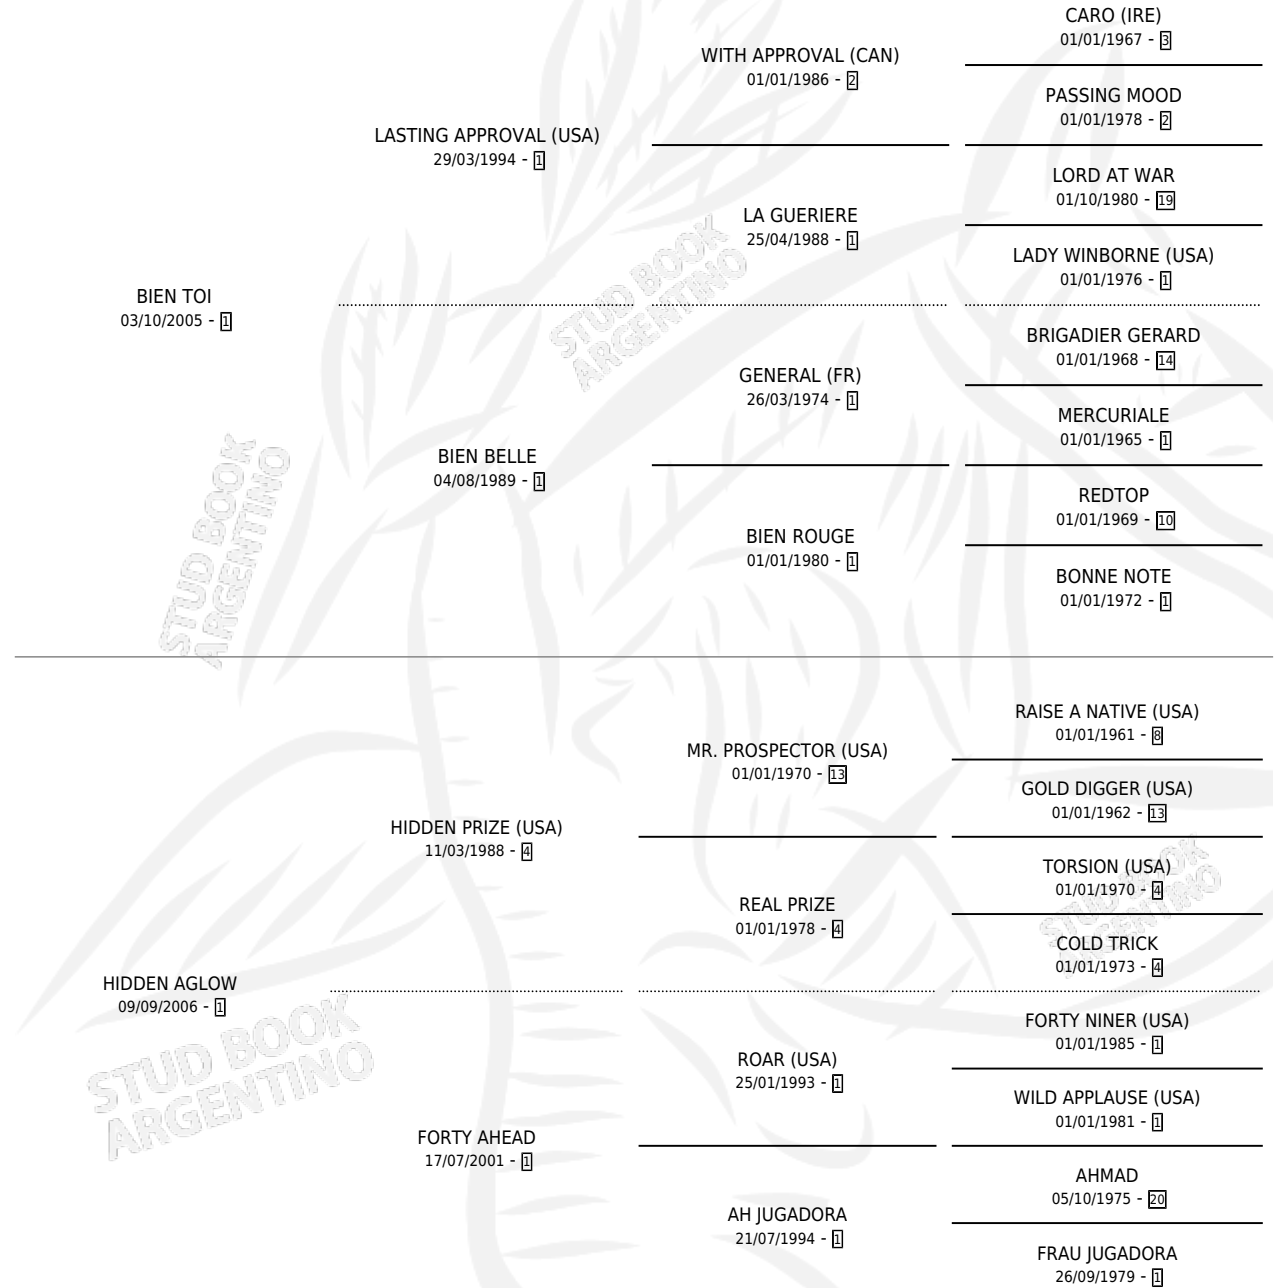 CARO (IRE)
01/01/1967 - 3
WITH APPROVAL (CAN)
01/01/1986 - 2
PASSING MOOD
01/01/1978 - 2
LASTING APPROVAL (USA)
29/03/1994 - 1
LORD AT WAR
01/10/1980 - 19
LA GUERIERE
25/04/1988 - 1
LADY WINBORNE (USA)
01/01/1976 - 1
BIEN TOI
03/10/2005 - 1
STUD BOOK
ARGENTINO
BRIGADIER GERARD
01/01/1968 - 14
GENERAL (FR)
26/03/1974 - 1
MERCURIALE
01/01/1965 - 1
BIEN BELLE
04/08/1989 - 1
REDTOP
01/01/1969 - 10
BIEN ROUGE
01/01/1980 - 1
BONNE NOTE
01/01/1972 - 1
STUD BOOK
ARGENTINO
RAISE A NATIVE (USA)
01/01/1961 - 8
MR. PROSPECTOR (USA)
01/01/1970 - 13
GOLD DIGGER (USA)
01/01/1962 - 13
HIDDEN PRIZE (USA)
11/03/1988 - 4
TORSION (USA)
01/01/1970 - 4
REAL PRIZE
01/01/1978 - 4
COLD TRICK
01/01/1973 - 4
STUD BOOK
ARGENTINO
HIDDEN AGLOW
09/09/2006 - 1
FORTY NINER (USA)
01/01/1985 - 1
ROAR (USA)
25/01/1993 - 1
WILD APPLAUSE (USA)
01/01/1981 - 1
STUD BOOK
ARGENTINO
FORTY AHEAD
17/07/2001 - 1
AHMAD
05/10/1975 - 20
AH JUGADORA
21/07/1994 - 1
FRAU JUGADORA
26/09/1979 - 1